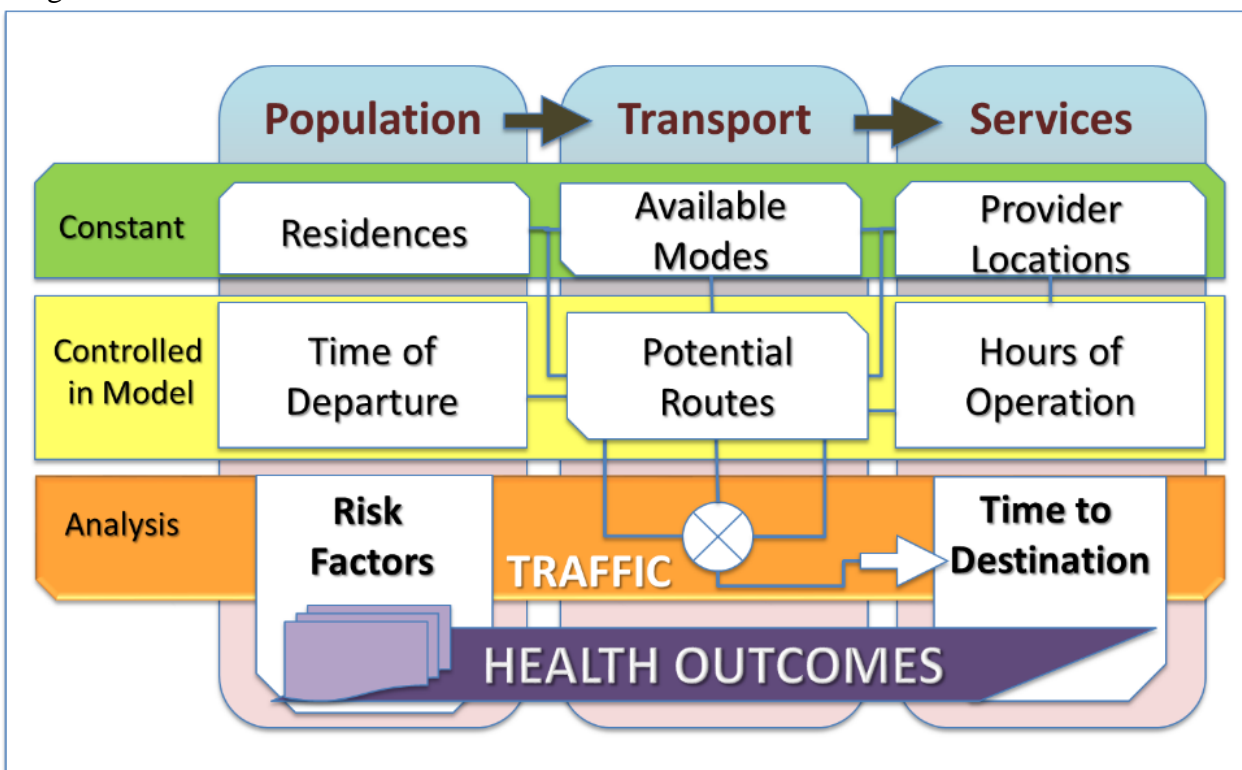 Population
Transport
Services
Constant
Residences
Available
Modes
Provider
Locations
Controlled
in Model
Time of
Departure
Potential
Routes
Hours of
Operation
Analysis
Risk
Factors
TRAFFIC
Time to
Destination
HEALTH OUTCOMES